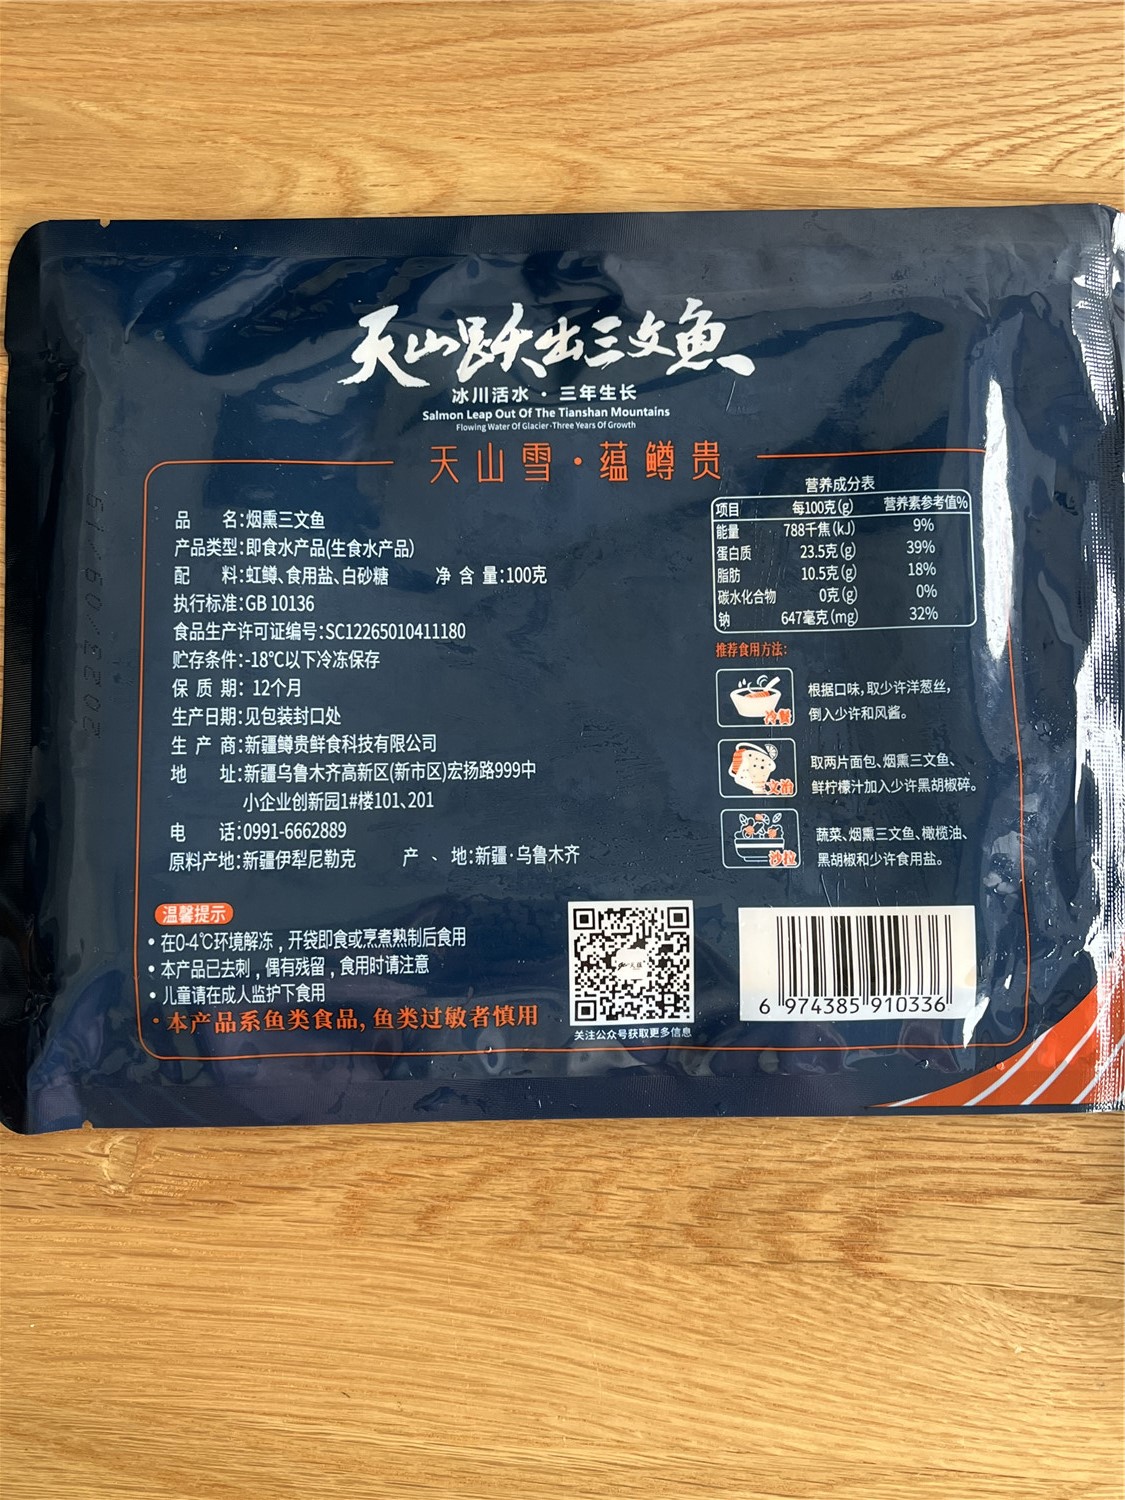 天山跃出三文鱼
冰川活水·三年生长
Salmon Leap Out Of The Tianshan Mountains
Flowing Water Of Glacier·Three Years Of Growth
天山雪·蕴鳟贵
品名:烟熏三文鱼
产品类型:即食水产品(生食水产品)
配料:虹鳟、食用盐、白砂糖 净含量:100克
执行标准:GB 10136
食品生产许可证编号:SC12265010411180
贮存条件:-18℃以下冷冻保存
保质期: 12个月
生产日期:见包装封口处
生产商:新疆鳟贵鲜食科技有限公司
地址:新疆乌鲁木齐高新区(新市区)宏扬路999中
小企业创新园1#楼101、201
电话:0991-6662889
原料产地:新疆伊犁尼勒克 产、地:新疆·乌鲁木齐
营养成分表
项目 每100克(g) 营养素参考值%
能量 788千焦(kJ) 9%
蛋白质 23.5克(g) 39%
脂肪 10.5克(g) 18%
碳水化合物 0克(g) 0%
钠 647毫克(mg) 32%
推荐食用方法:
冷餐
根据口味,取少许洋葱丝,
倒入少许和风酱。
三文治
取两片面包、烟熏三文鱼、
鲜柠檬汁加入少许黑胡椒碎。
沙拉
蔬菜、烟熏三文鱼、橄榄油、
黑胡椒和少许食用盐。
温馨提示
•在0-4℃环境解冻,开袋即食或烹煮熟制后食用
•本产品已去刺,偶有残留,食用时请注意
•儿童请在成人监护下食用
·本产品系鱼类食品,鱼类过敏者慎用
关注公众号获取更多信息
6 974385 910336